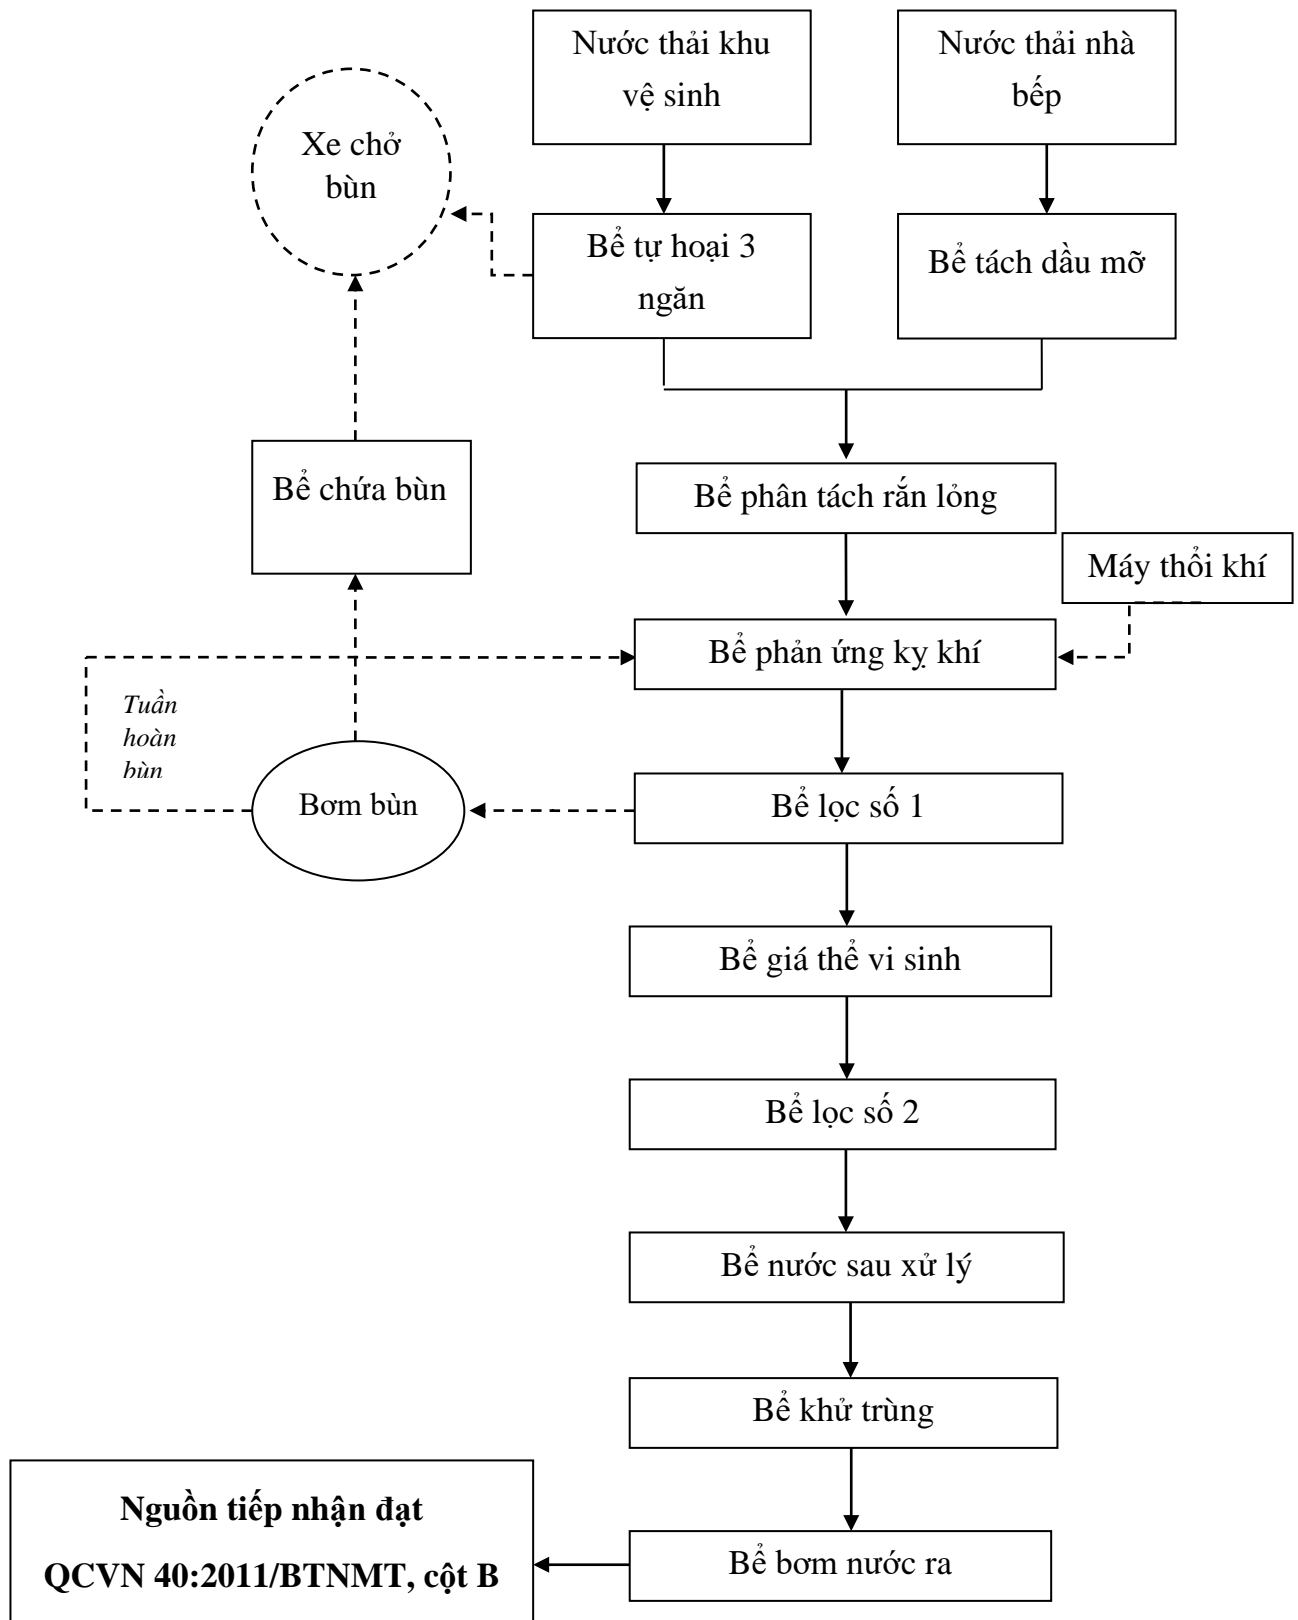 Nước thải khu
vệ sinh
Nước thải nhà
bếp
Xe chở
bùn
Bể tự hoại 3
ngăn
Bể tách dầu mỡ
Bể chứa bùn
Bể phân tách rắn lỏng
Máy thổi khí
Bể phản ứng kỵ khí
Tuần
hoàn
bùn
Bơm bùn
Bể lọc số 1
Bể giá thể vi sinh
Bể lọc số 2
Bể nước sau xử lý
Bể khử trùng
Nguồn tiếp nhận đạt
QCVN 40:2011/BTNMT, cột B
Bể bơm nước ra